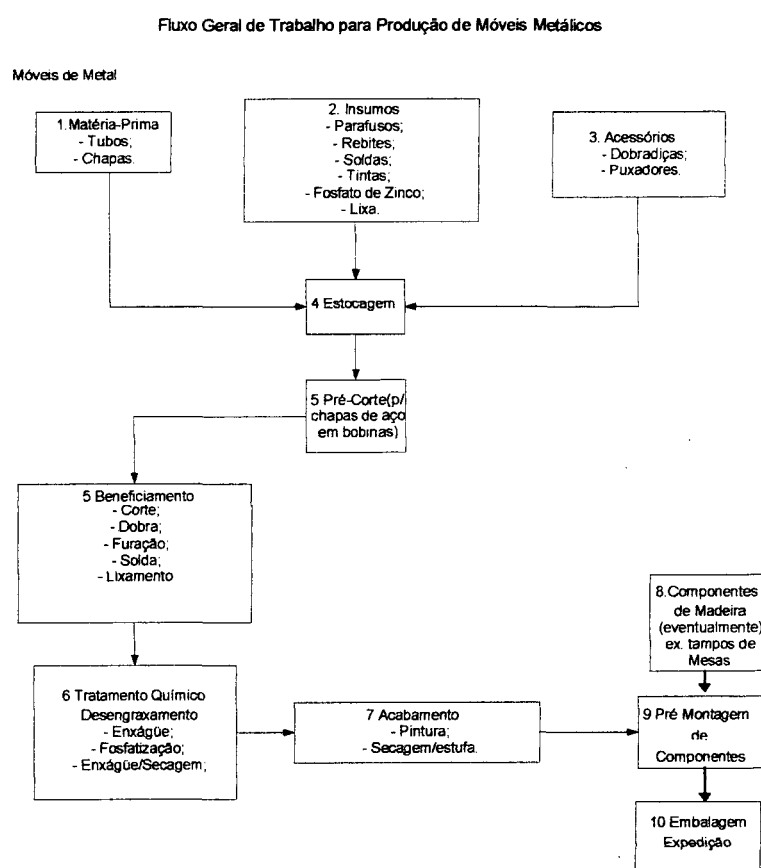 Fluxo Geral de Trabalho para Produção de Móveis Metálicos
Móveis de Metal
1.Matéria-Prima
- Tubos;
- Chapas.
2. Insumos
- Parafusos;
- Rebites;
- Soldas;
- Tintas;
- Fosfato de Zinco;
- Lixa.
3. Acessórios
- Dobradiças;
- Puxadores.
4 Estocagem
5 Pré-Corte(p/
chapas de aço
em bobinas)
5 Beneficiamento
- Corte;
- Dobra;
- Furação;
- Solda;
- Lixamento
6 Tratamento Químico
Desengraxamento
- Enxágüe;
- Fosfatização;
- Enxágüe/Secagem;
7 Acabamento
- Pintura;
- Secagem/estufa.
8.Componentes
de Madeira
(eventualmente)
ex. tampos de
Mesas
9 Pré Montagem
de
Componentes
10 Embalagem
Expedição